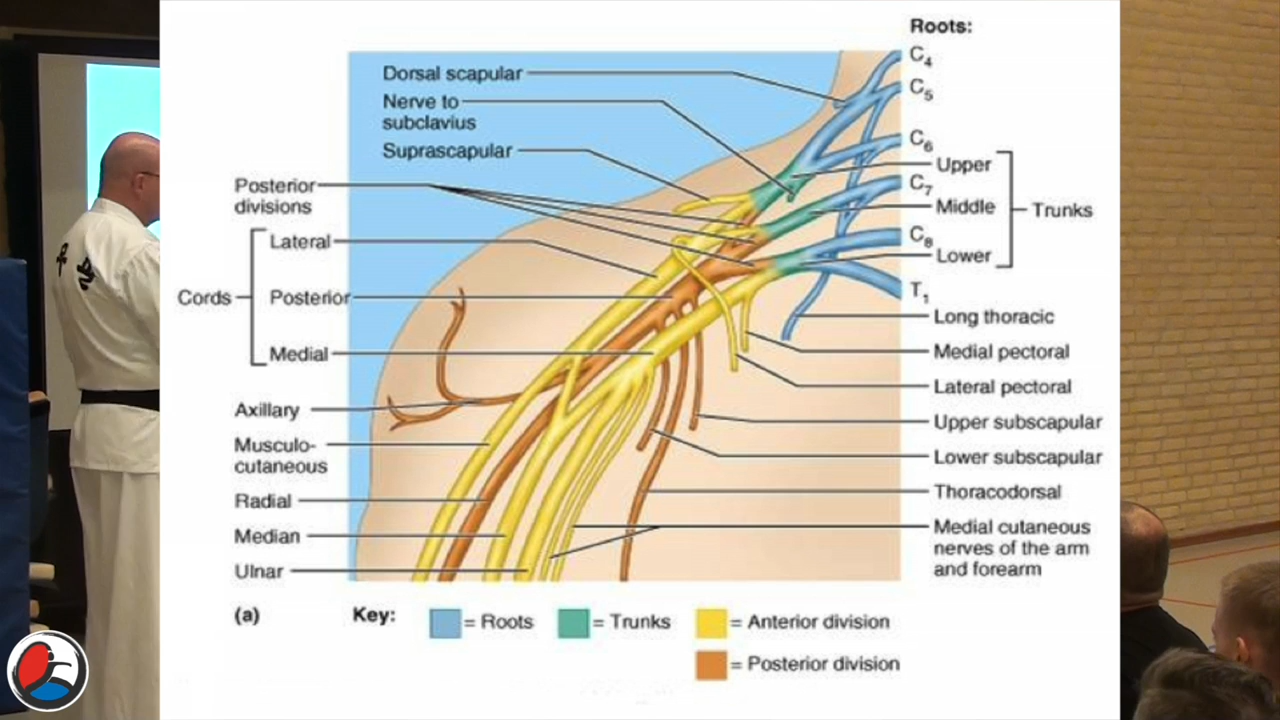 Roots:
C4
C5
C6
C7
C8
T1
Dorsal scapular
Nerve to
subclavius
Suprascapular
Posterior
divisions
Cords
Lateral
Posterior
Medial
Axillary
Musculo-
cutaneous
Radial
Median
Ulnar
Upper
Middle
Lower
Trunks
Long thoracic
Medial pectoral
Lateral pectoral
Upper subscapular
Lower subscapular
Thoracodorsal
Medial cutaneous
nerves of the arm
and forearm
(a)
Key:
= Roots
= Trunks
= Anterior division
= Posterior division